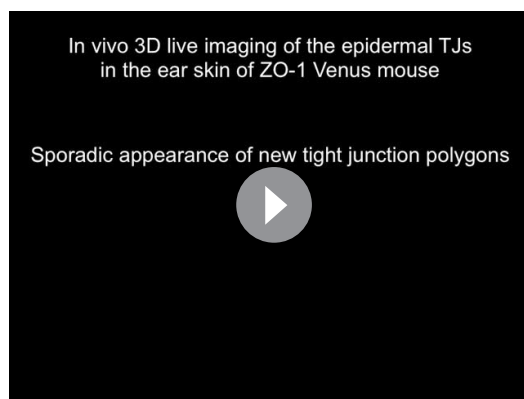 In vivo 3D live imaging of the epidermal TJs
in the ear skin of ZO-1 Venus mouse
Sporadic appearance of new tight junction polygons